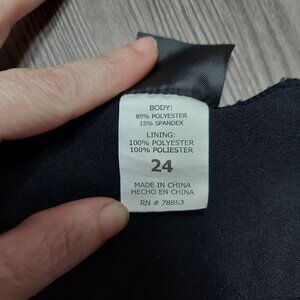 BODY:
85% POLYESTER
15% SPANDEX
LINING:
100% POLYESTER
100% POLIESTER
24
MADE IN CHINA
HECHO EN CHINA
RN # 78853